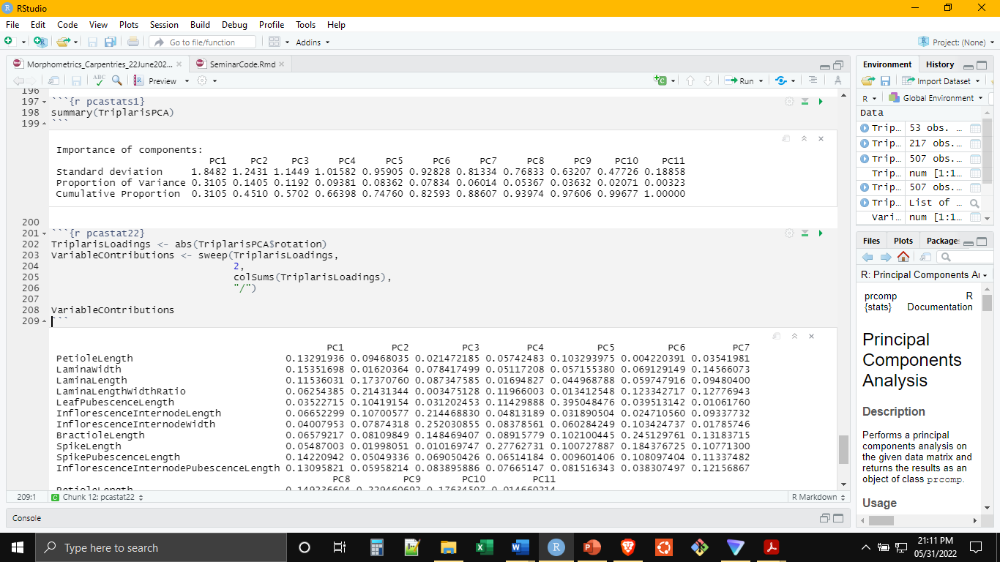 RStudio
File Edit Code View Plots Session Build Debug Profile Tools Help
Go to file/function Addins Project: (None)
Morphometrics_Carpentries_22June202... SeminarCode.Rmd
ABC Preview Run
196
197 ```{r pcastats1}
198 summary(TriplarisPCA)
199 ```
Importance of components:
PC1 PC2 PC3 PC4 PC5 PC6 PC7 PC8 PC9 PC10 PC11
Standard deviation 1.8482 1.2431 1.1449 1.01582 0.95905 0.92828 0.81334 0.76833 0.63207 0.47726 0.18858
Proportion of Variance 0.3105 0.1405 0.1192 0.09381 0.08362 0.07834 0.06014 0.05367 0.03632 0.02071 0.00323
Cumulative Proportion 0.3105 0.4510 0.5702 0.66398 0.74760 0.82593 0.88607 0.93974 0.97606 0.99677 1.00000
200
201 ```{r pcastat22}
202 TriplarisLoadings <- abs(TriplarisPCA$rotation)
203 VariableCOntributions <- sweep(TriplarisLoadings,
204 2,
205 colSums(TriplarisLoadings),
206 "/")
207
208 VariableCOntributions
209 ```
PC1 PC2 PC3 PC4 PC5 PC6 PC7
PetioleLength 0.13291936 0.09468035 0.021472185 0.05742483 0.103293975 0.004220391 0.03541981
LaminaWidth 0.15351698 0.01620364 0.078417499 0.05117208 0.057155380 0.069129149 0.14566073
LaminaLength 0.11536031 0.17370760 0.087347585 0.01694827 0.044968788 0.059747916 0.09480400
LaminaLengthWidthRatio 0.06254385 0.21431344 0.003475128 0.11966003 0.013412548 0.123342717 0.12776943
LeafPubescenceLength 0.03522715 0.10419154 0.031202453 0.11429888 0.395048476 0.039513142 0.01061760
InflorescenceInternodeLength 0.06652299 0.10700577 0.214468830 0.04813189 0.031890504 0.024710560 0.09337732
InflorescenceInternodeWidth 0.04007953 0.07874318 0.252030855 0.08378561 0.060284249 0.103424737 0.01785746
BractioleLength 0.06579217 0.08109849 0.148469407 0.08915779 0.102100445 0.245129761 0.13183715
SpikeLength 0.05487003 0.01998051 0.010169747 0.27762731 0.100727887 0.184376725 0.10771300
SpikePubescenceLength 0.14220942 0.05049336 0.069050426 0.06514184 0.009601406 0.108097404 0.11337482
InflorescenceInternodePubescenceLength 0.13095821 0.05958214 0.083895886 0.07665147 0.081516343 0.038307497 0.12156867
PC8 PC9 PC10 PC11
PetioleLength 0.149236604 0.229460692 0.17634507 0.014660214
209:1 Chunk 12: pcastat22 R Markdown
Console
Environment History
Import Dataset
R Global Environment
Data
Trip... 53 obs. ...
Trip... 217 obs...
Trip... 507 obs...
Trip... num [1:1...
Trip... 507 obs...
Trip... List of ...
Vari... num [1:1...
Files Plots Package
R: Principal Components Ar
prcomp {stats} R Documentation
Principal
Components
Analysis
Description
Performs a principal
components analysis on
the given data matrix and
returns the results as an
object of class prcomp.
Usage
Type here to search
21:11 PM
05/31/2022